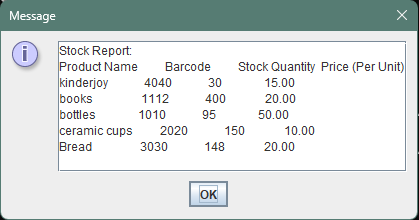 Message
Stock Report:
Product Name Barcode Stock Quantity Price (Per Unit)
kinderjoy 4040 30 15.00
books 1112 400 20.00
bottles 1010 95 50.00
ceramic cups 2020 150 10.00
Bread 3030 148 20.00
OK